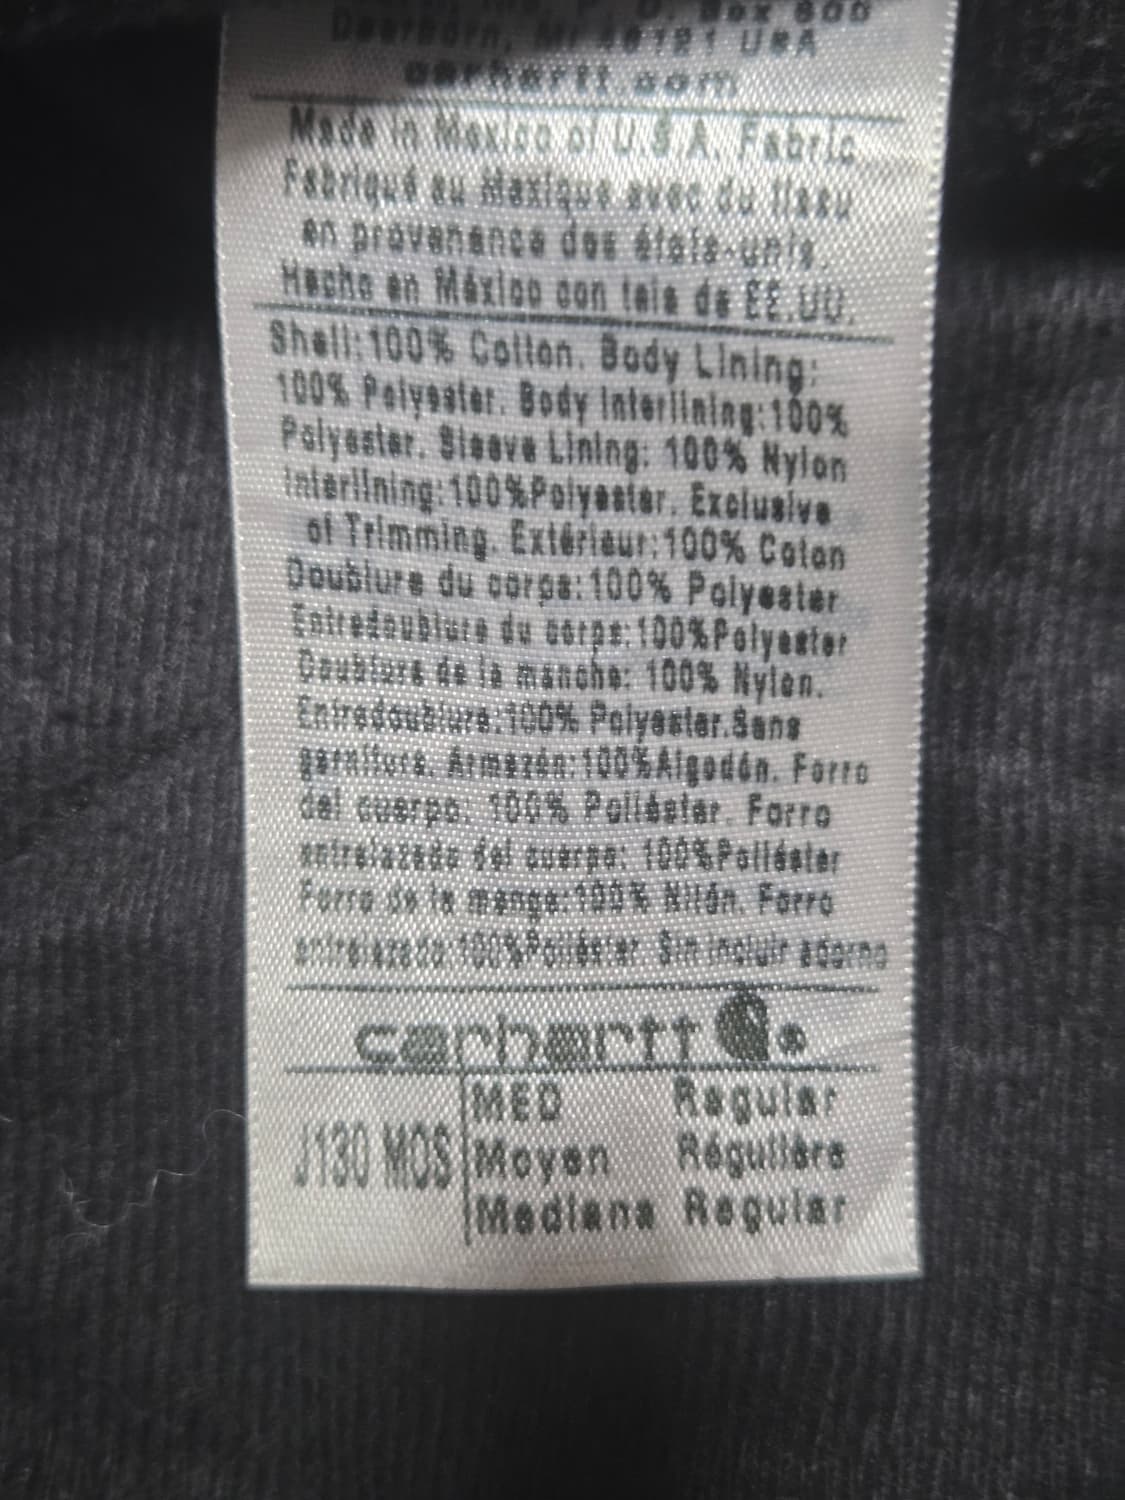 P. O. Box 600
Dearborn, MI 48121 USA
carhartt.com
Made in Mexico of U.S.A. Fabric
Fabriqué au Mexique avec du tissu
en provenance des états-unis.
Hecho en México con tela de EE.UU.
Shell:100% Cotton. Body Lining:
100% Polyester. Body Interlining:100%
Polyester. Sleeve Lining: 100% Nylon
Interlining:100%Polyester. Exclusive
of Trimming. Extérieur:100% Coton
Doublure du corps:100% Polyester
Entredoublure du corps:100%Polyester
Doublure de la manche: 100% Nylon.
Entredoublure:100% Polyester.Sans
garniture. Armazón:100%Algodón. Forro
del cuerpo: 100% Poliéster. Forro
entrelazado del cuerpo: 100%Poliéster
Forro de la manga:100% Nilón. Forro
entrelazado:100%Poliéster. Sin incluir adorno
carhartt ®
J130 MOS
MED Regular
Moyen Régulière
Mediana Regular